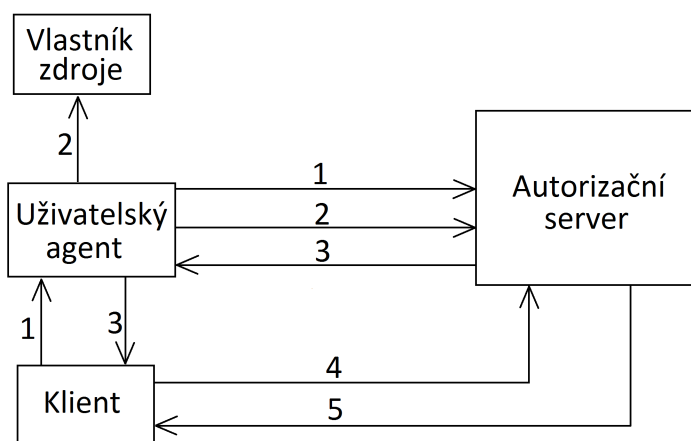 Vlastník
zdroje
2
1
Uživatelský
agent
2
3
Autorizační
server
1
3
Klient
4
5